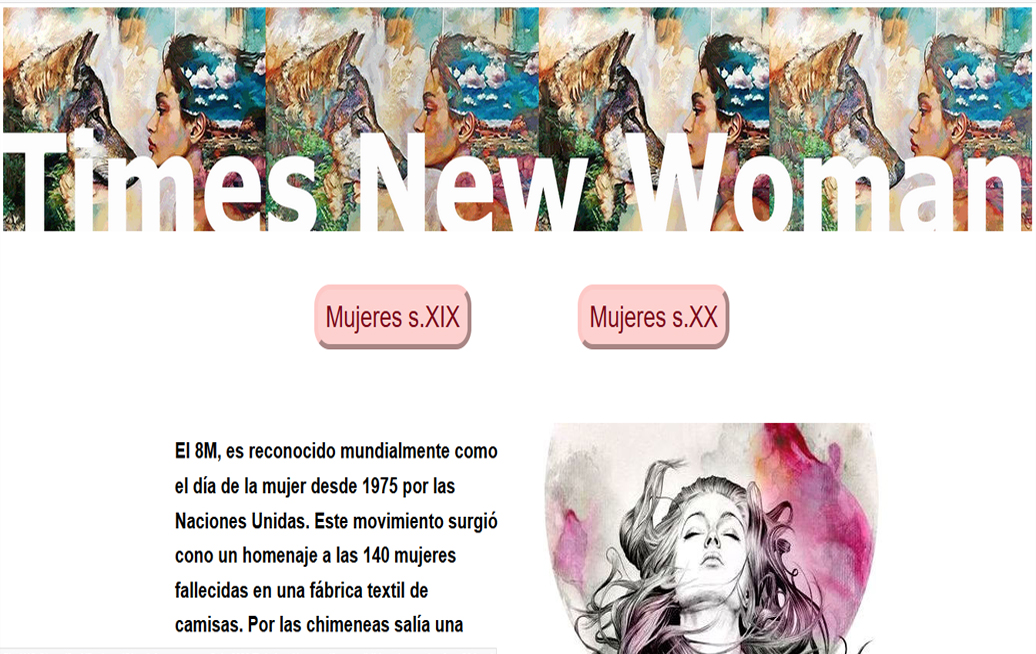 Times New Woman
Mujeres s.XIX
Mujeres s.XX
El 8M, es reconocido mundialmente como
el día de la mujer desde 1975 por las
Naciones Unidas. Este movimiento surgió
cono un homenaje a las 140 mujeres
fallecidas en una fábrica textil de
camisas. Por las chimeneas salía una